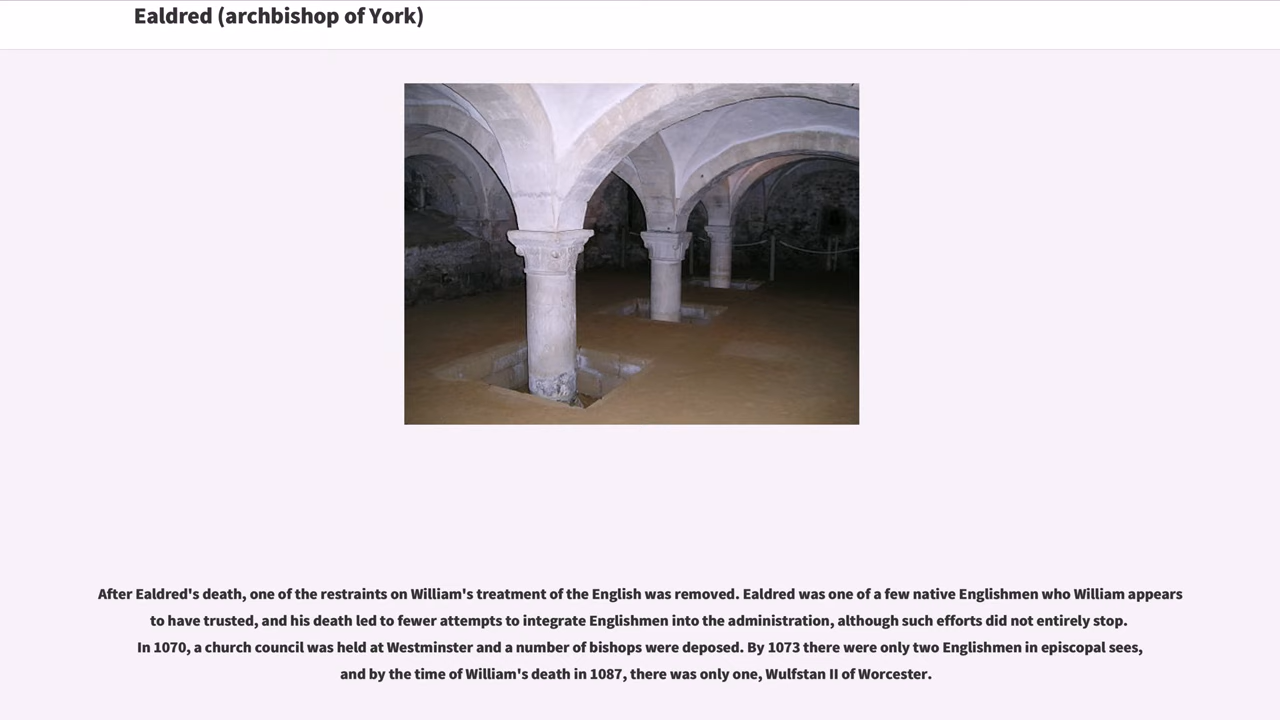 Ealdred (archbishop of York)
After Ealdred's death, one of the restraints on William's treatment of the English was removed. Ealdred was one of a few native Englishmen who William appears
to have trusted, and his death led to fewer attempts to integrate Englishmen into the administration, although such efforts did not entirely stop.
In 1070, a church council was held at Westminster and a number of bishops were deposed. By 1073 there were only two Englishmen in episcopal sees,
and by the time of William's death in 1087, there was only one, Wulfstan II of Worcester.